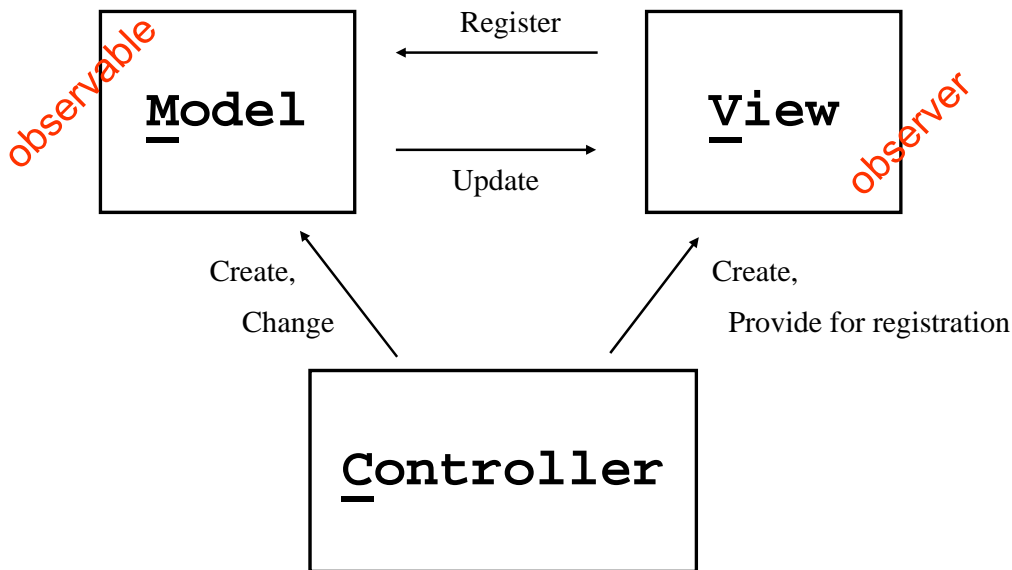 Register
observable
Model
View
observer
Update
Create,
Change
Create,
Provide for registration
Controller